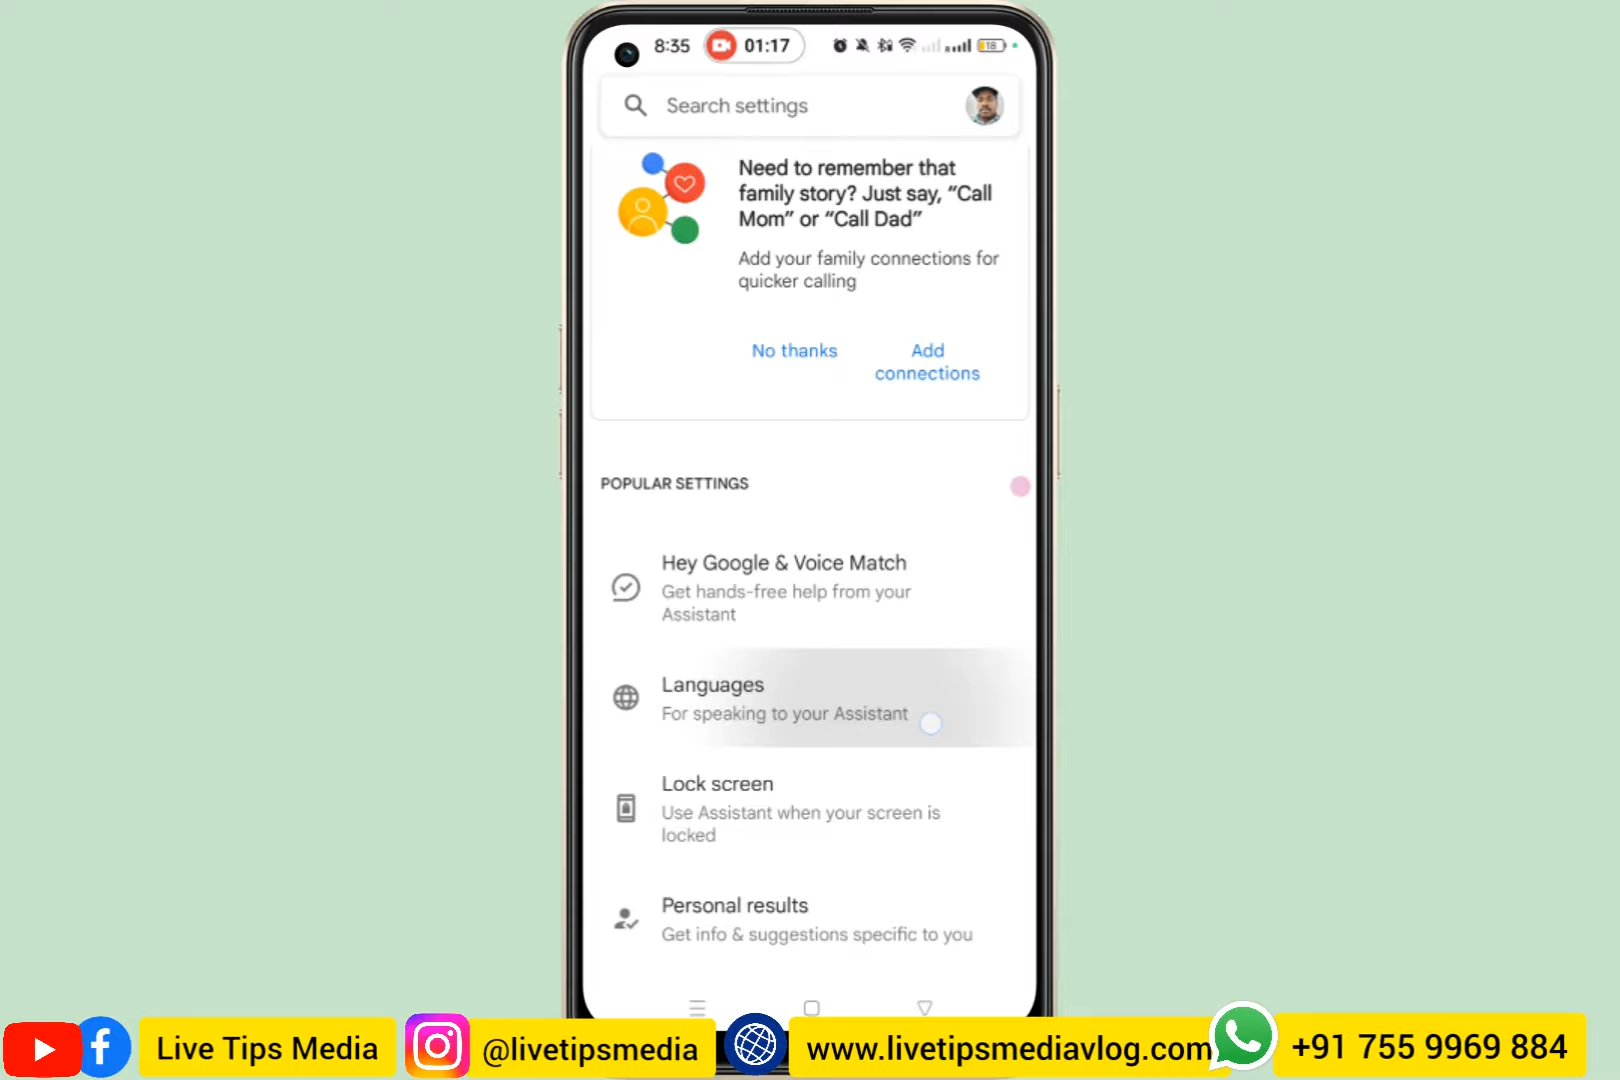 8:35
01:17
18
Search settings
Need to remember that
family story? Just say, “Call
Mom” or “Call Dad”
Add your family connections for
quicker calling
No thanks
Add
connections
POPULAR SETTINGS
Hey Google & Voice Match
Get hands-free help from your
Assistant
Languages
For speaking to your Assistant
Lock screen
Use Assistant when your screen is
locked
Personal results
Get info & suggestions specific to you
Live Tips Media
@livetipsmedia
www.livetipsmediavlog.com
+91 755 9969 884